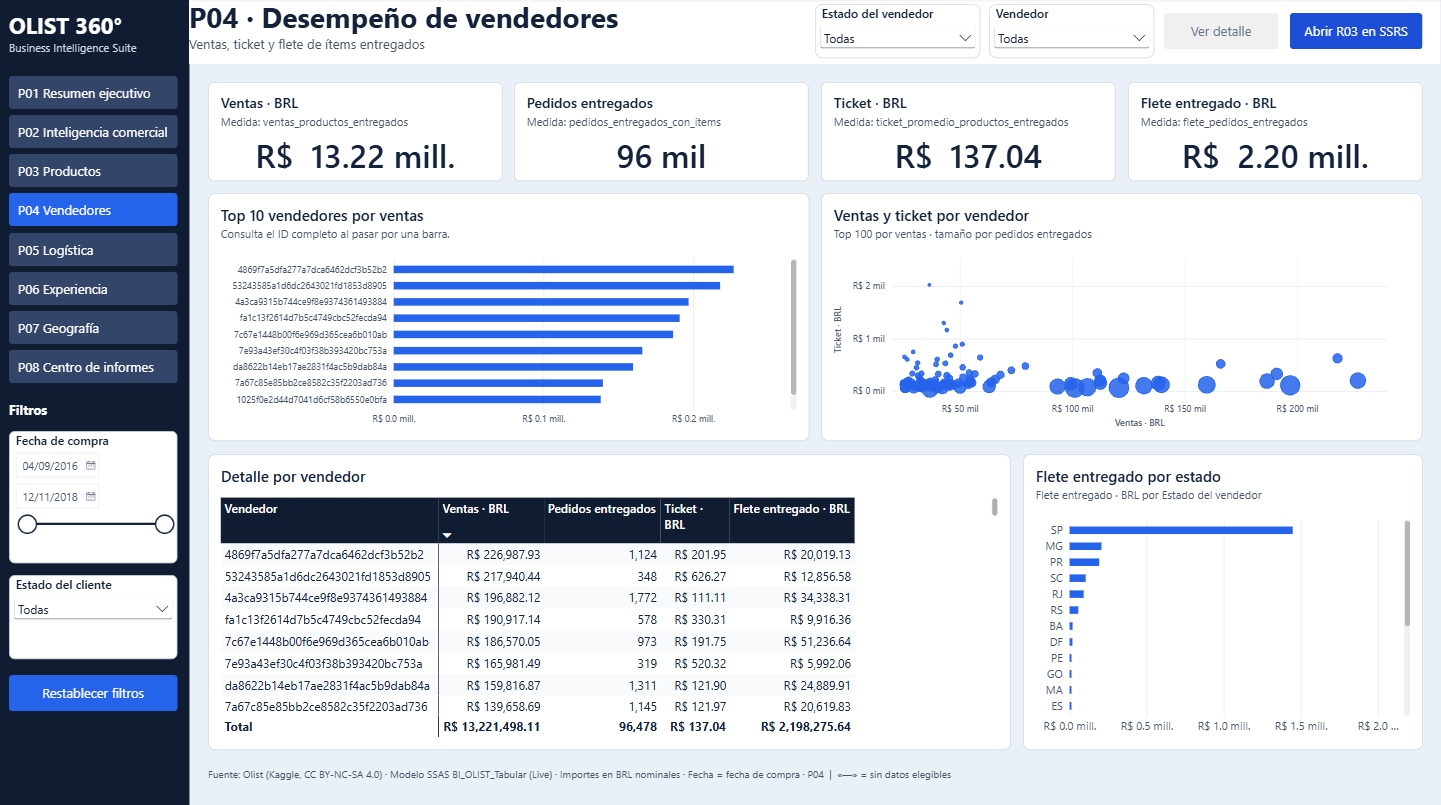 OLIST 360°
Business Intelligence Suite
P01 Resumen ejecutivo
P02 Inteligencia comercial
P03 Productos
P04 Vendedores
P05 Logística
P06 Experiencia
P07 Geografía
P08 Centro de informes
Filtros
Fecha de compra
04/09/2016
12/11/2018
Estado del cliente
Todas
Restablecer filtros
P04 · Desempeño de vendedores
Ventas, ticket y flete de ítems entregados
Estado del vendedor
Todas
Vendedor
Todas
Ver detalle
Abrir R03 en SSRS
Ventas · BRL
Medida: ventas_productos_entregados
R$ 13.22 mill.
Pedidos entregados
Medida: pedidos_entregados_con_items
96 mil
Ticket · BRL
Medida: ticket_promedio_productos_entregados
R$ 137.04
Flete entregado · BRL
Medida: flete_pedidos_entregados
R$ 2.20 mill.
Top 10 vendedores por ventas
Consulta el ID completo al pasar por una barra.
4869f7a5dfa277a7dca6462dcf3b52b2
53243585a1d6dc2643021fd1853d8905
4a3ca9315b744ce9f8e9374361493884
fa1c13f2614d7b5c4749cbc52fecda94
7c67e1448b00f6e969d365cea6b010ab
7e93a43ef30c4f03f38b393420bc753a
da8622b14eb17ae2831f4ac5b9dab84a
7a67c85e85bb2ce8582c35f2203ad736
1025f0e2d44d7041d6cf58b6550e0bfa
R$ 0.0 mill.
R$ 0.1 mill.
R$ 0.2 mill.
Ventas y ticket por vendedor
Top 100 por ventas · tamaño por pedidos entregados
Ticket · BRL
R$ 2 mil
R$ 1 mil
R$ 0 mil
R$ 50 mil
R$ 100 mil
R$ 150 mil
R$ 200 mil
Ventas · BRL
Detalle por vendedor
Vendedor Ventas · BRL Pedidos entregados Ticket · BRL Flete entregado · BRL
4869f7a5dfa277a7dca6462dcf3b52b2 R$ 226,987.93 1,124 R$ 201.95 R$ 20,019.13
53243585a1d6dc2643021fd1853d8905 R$ 217,940.44 348 R$ 626.27 R$ 12,856.58
4a3ca9315b744ce9f8e9374361493884 R$ 196,882.12 1,772 R$ 111.11 R$ 34,338.31
fa1c13f2614d7b5c4749cbc52fecda94 R$ 190,917.14 578 R$ 330.31 R$ 9,916.36
7c67e1448b00f6e969d365cea6b010ab R$ 186,570.05 973 R$ 191.75 R$ 51,236.64
7e93a43ef30c4f03f38b393420bc753a R$ 165,981.49 319 R$ 520.32 R$ 5,992.06
da8622b14eb17ae2831f4ac5b9dab84a R$ 159,816.87 1,311 R$ 121.90 R$ 24,889.91
7a67c85e85bb2ce8582c35f2203ad736 R$ 139,658.69 1,145 R$ 121.97 R$ 20,619.83
Total R$ 13,221,498.11 96,478 R$ 137.04 R$ 2,198,275.64
Flete entregado por estado
Flete entregado · BRL por Estado del vendedor
SP
MG
PR
SC
RJ
RS
BA
DF
PE
GO
MA
ES
R$ 0.0 mill.
R$ 0.5 mill.
R$ 1.0 mill.
R$ 1.5 mill.
R$ 2.0 ...
Fuente: Olist (Kaggle, CC BY-NC-SA 4.0) · Modelo SSAS BI_OLIST_Tabular (Live) · Importes en BRL nominales · Fecha = fecha de compra · P04 | «—» = sin datos elegibles